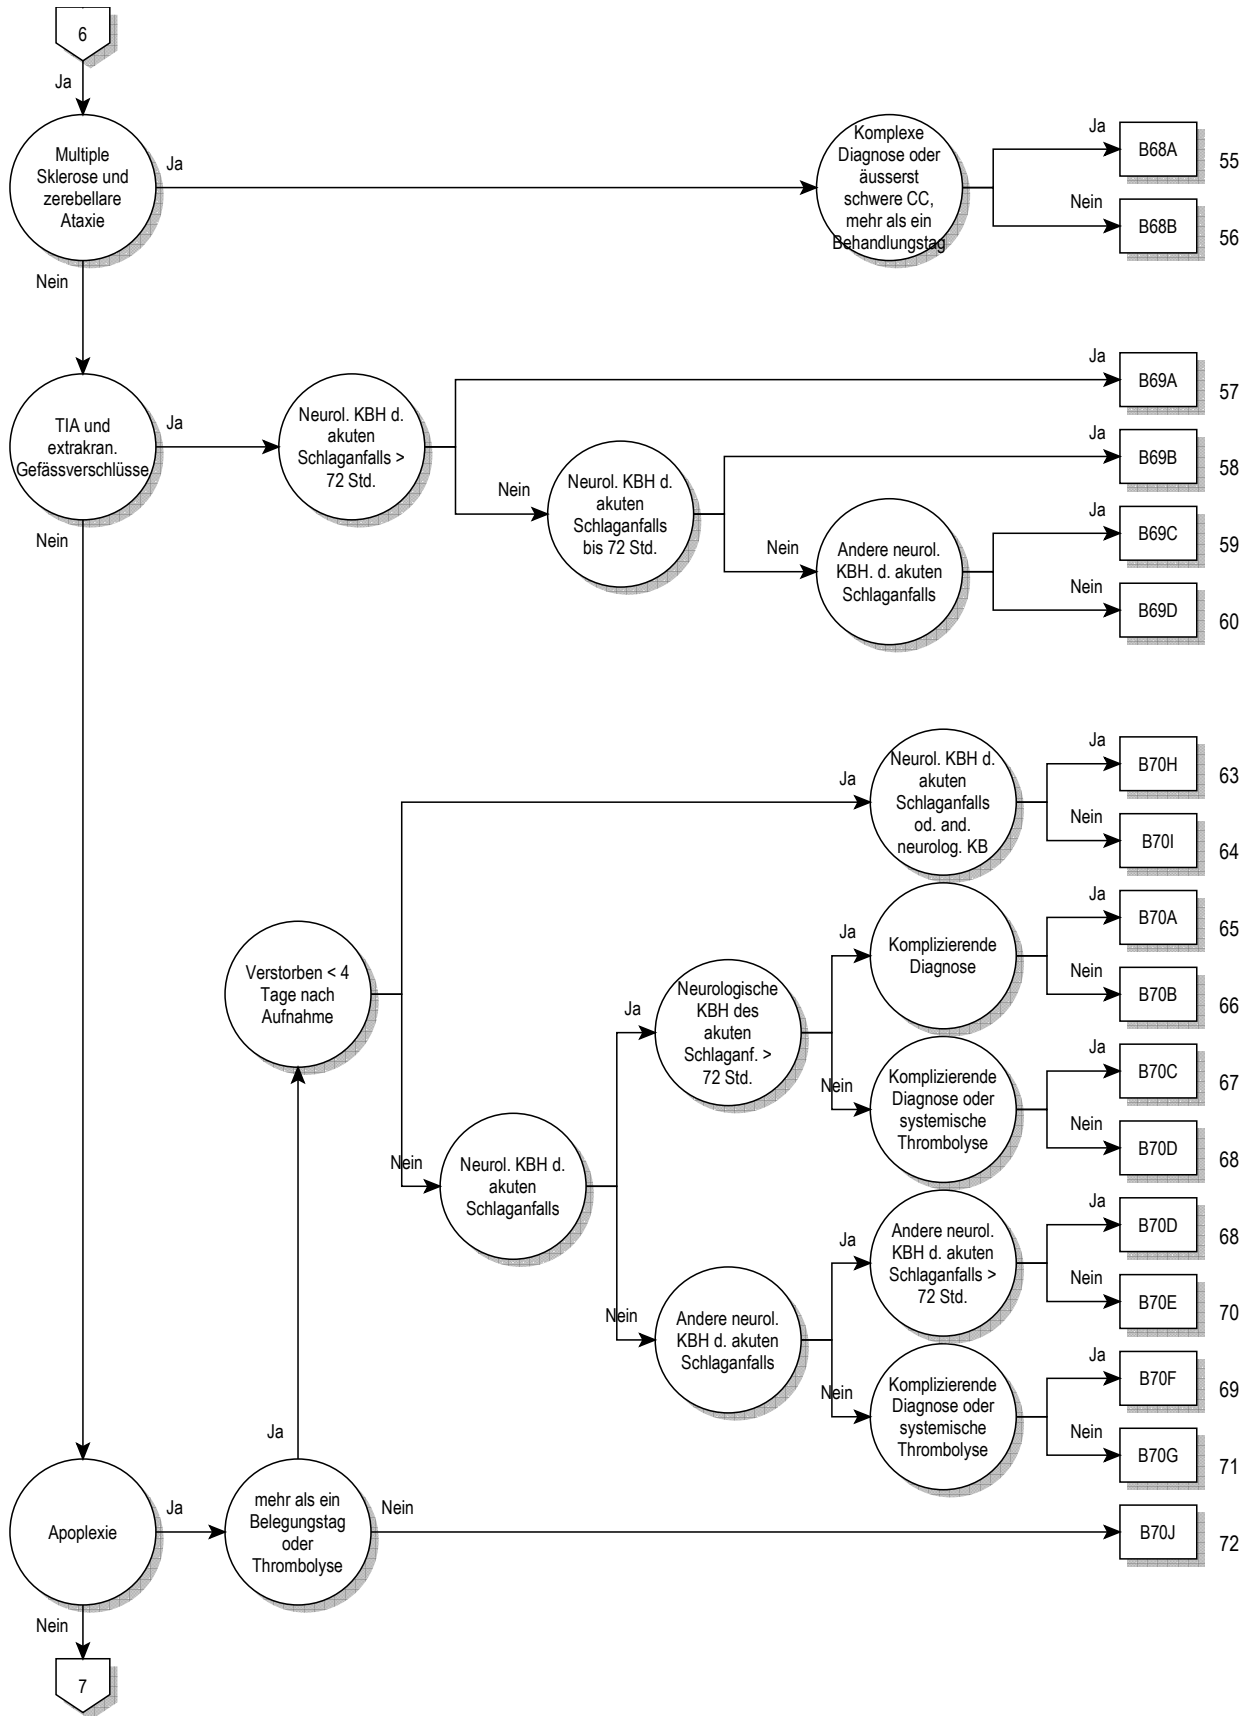 6
Ja
Multiple
Sklerose und
zerebellare
Ataxie
Ja
Komplexe
Diagnose oder
äusserst
schwere CC,
mehr als ein
Behandlungstag
Ja
B68A
55
Nein
B68B
56
Nein
TIA und
extrakran.
Gefässverschlüsse
Ja
Neurol. KBH d.
akuten
Schlaganfalls >
72 Std.
Ja
B69A
57
Nein
Neurol. KBH d.
akuten
Schlaganfalls
bis 72 Std.
Ja
B69B
58
Nein
Andere neurol.
KBH. d. akuten
Schlaganfalls
Ja
B69C
59
Nein
B69D
60
Nein
Ja
Neurol. KBH d.
akuten
Schlaganfalls
od. and.
neurolog. KB
Ja
B70H
63
Nein
B70I
64
Verstorben < 4
Tage nach
Aufnahme
Ja
Neurologische
KBH des
akuten
Schlaganf. >
72 Std.
Ja
Komplizierende
Diagnose
Ja
B70A
65
Nein
B70B
66
Nein
Komplizierende
Diagnose oder
systemische
Thrombolyse
Ja
B70C
67
Nein
B70D
68
Nein
Neurol. KBH d.
akuten
Schlaganfalls
Ja
Andere neurol.
KBH d. akuten
Schlaganfalls >
72 Std.
Ja
B70D
68
Nein
B70E
70
Nein
Andere neurol.
KBH d. akuten
Schlaganfalls
Nein
Komplizierende
Diagnose oder
systemische
Thrombolyse
Ja
B70F
69
Nein
B70G
71
Ja
Apoplexie
Ja
mehr als ein
Belegungstag
oder
Thrombolyse
Nein
B70J
72
Nein
7